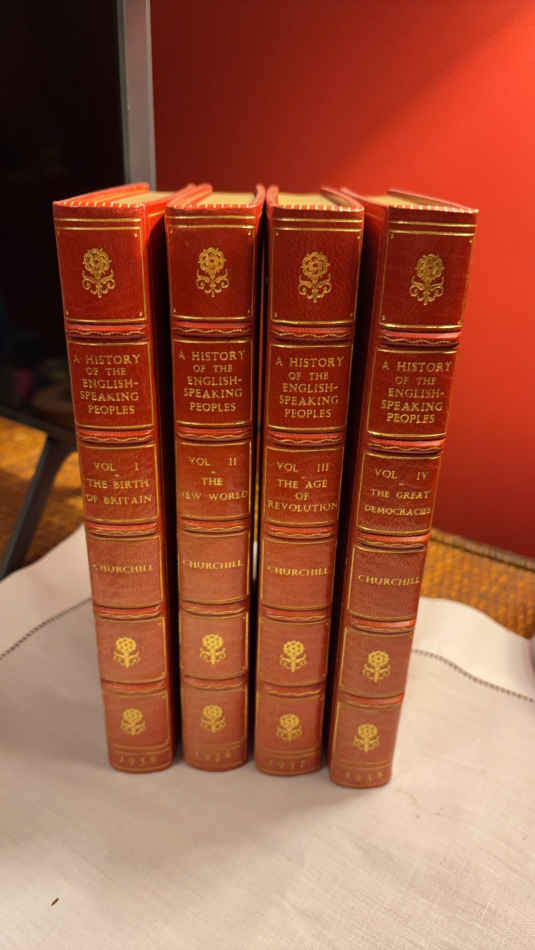 A HISTORY
OF THE
ENGLISH-
SPEAKING
PEOPLES
VOL I
THE BIRTH
OF BRITAIN
CHURCHILL
A HISTORY
OF THE
ENGLISH-
SPEAKING
PEOPLES
VOL II
THE
NEW WORLD
CHURCHILL
A HISTORY
OF THE
ENGLISH-
SPEAKING
PEOPLES
VOL III
THE AGE
OF
REVOLUTION
CHURCHILL
1957
A HISTORY
OF THE
ENGLISH-
SPEAKING
PEOPLES
VOL IV
THE GREAT
DEMOCRACIES
CHURCHILL